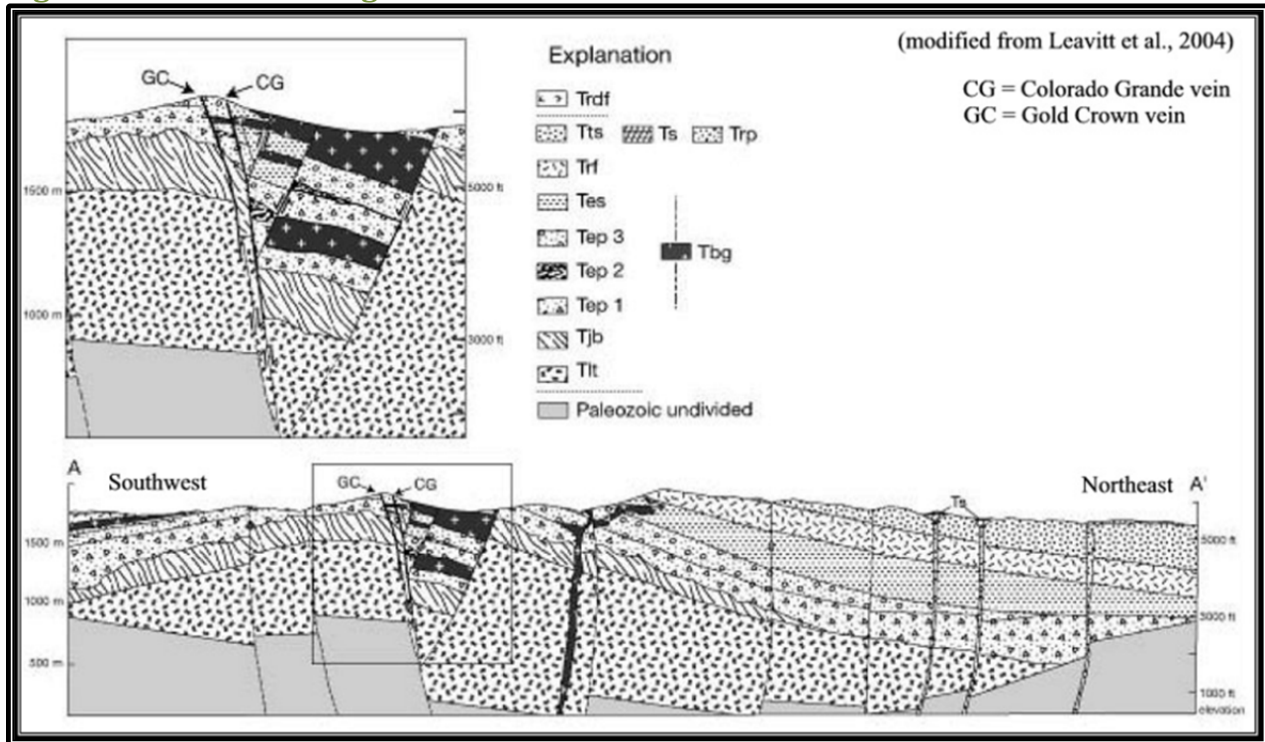 (modified from Leavitt et al., 2004)
CG = Colorado Grande vein
GC = Gold Crown vein
GC
CG
1500 m
1000 m
5000 ft
3000 ft
Explanation
Trdf
Tts Ts Trp
Trf
Tes
Tep 3
Tep 2
Tbg
Tep 1
Tjb
Tlt
Paleozoic undivided
A
Southwest
GC
CG
Ts
Northeast
A'
1500 m
1000 m
500 m
5000 ft
3000 ft
1000 ft
elevation